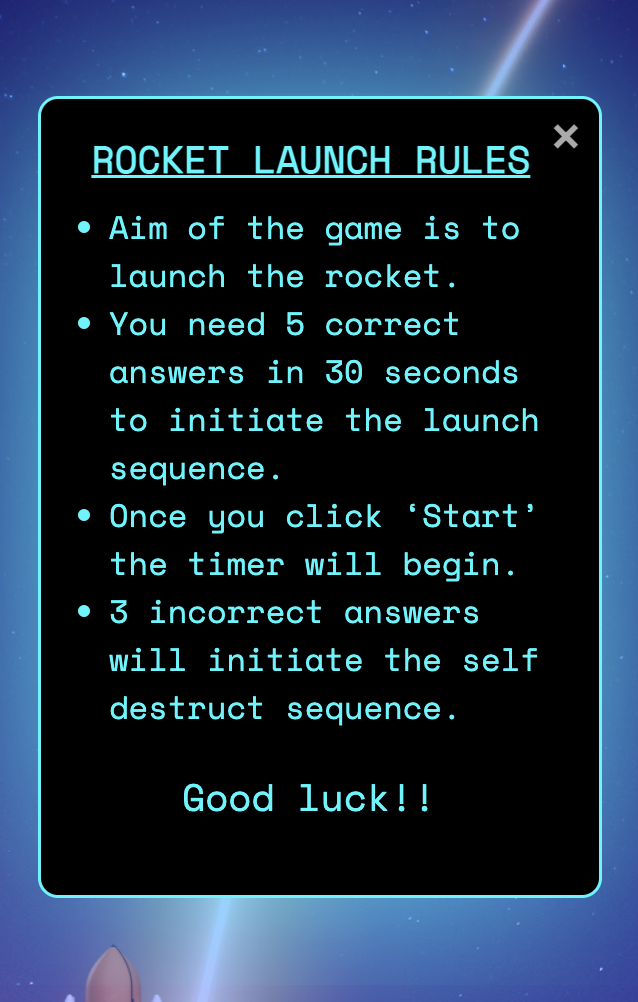 ROCKET LAUNCH RULES
• Aim of the game is to
launch the rocket.
• You need 5 correct
answers in 30 seconds
to initiate the launch
sequence.
• Once you click ‘Start’
the timer will begin.
• 3 incorrect answers
will initiate the self
destruct sequence.
Good luck!!